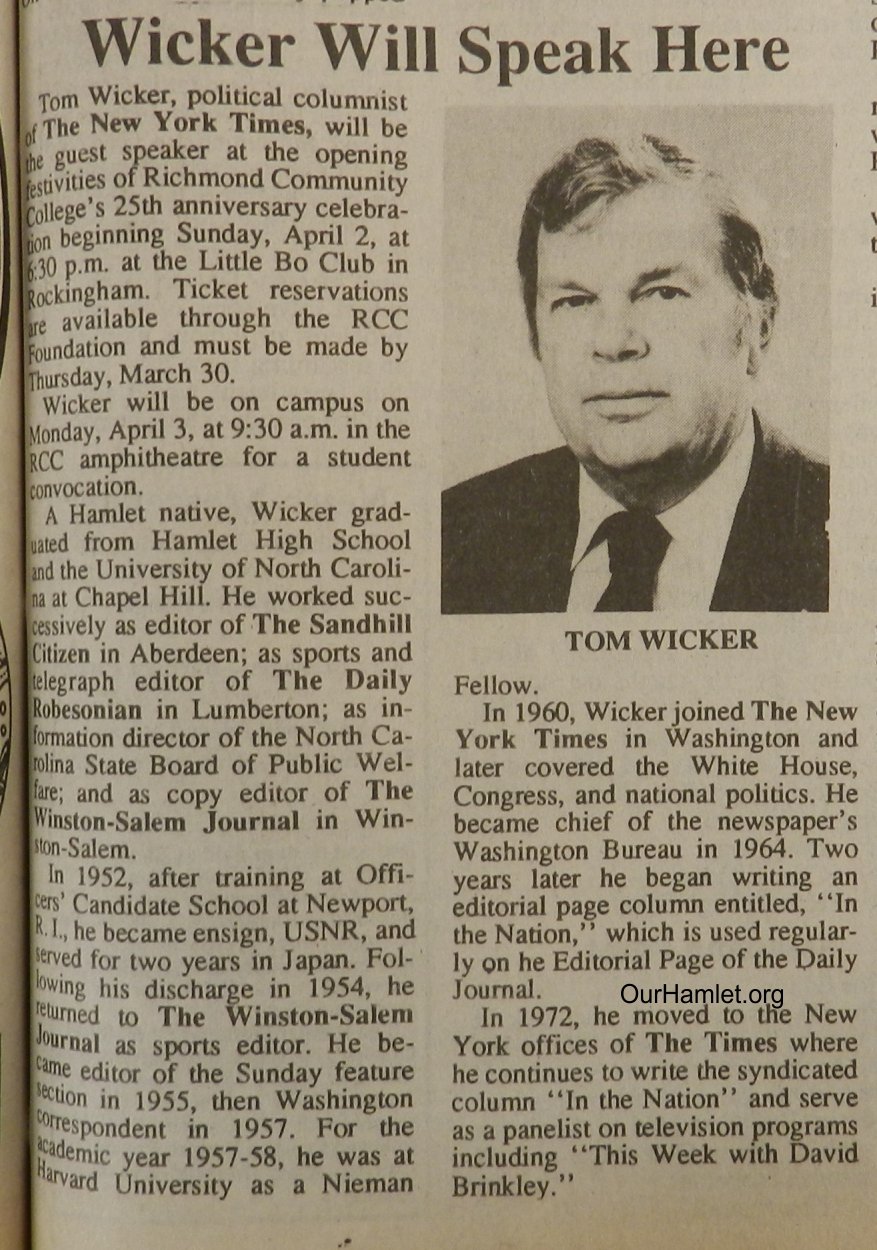 Wicker Will Speak Here
Tom Wicker, political columnist
of The New York Times, will be
the guest speaker at the opening
festivities of Richmond Community
College's 25th anniversary celebra-
tion beginning Sunday, April 2, at
6:30 p.m. at the Little Bo Club in
Rockingham. Ticket reservations
are available through the RCC
Foundation and must be made by
Thursday, March 30.
Wicker will be on campus on
Monday, April 3, at 9:30 a.m. in the
RCC amphitheatre for a student
convocation.
A Hamlet native, Wicker grad-
uated from Hamlet High School
and the University of North Caroli-
na at Chapel Hill. He worked suc-
cessively as editor of The Sandhill
Citizen in Aberdeen; as sports and
telegraph editor of The Daily
Robesonian in Lumberton; as in-
formation director of the North Ca-
rolina State Board of Public Wel-
fare; and as copy editor of The
Winston-Salem Journal in Win-
ston-Salem.
In 1952, after training at Offi-
cers' Candidate School at Newport,
R.I., he became ensign, USNR, and
served for two years in Japan. Fol-
lowing his discharge in 1954, he
returned to The Winston-Salem
Journal as sports editor. He be-
came editor of the Sunday feature
section in 1955, then Washington
correspondent in 1957. For the
academic year 1957-58, he was at
Harvard University as a Nieman
TOM WICKER
Fellow.
In 1960, Wicker joined The New
York Times in Washington and
later covered the White House,
Congress, and national politics. He
became chief of the newspaper's
Washington Bureau in 1964. Two
years later he began writing an
editorial page column entitled, "In
the Nation," which is used regular-
ly on he Editorial Page of the Daily
Journal.
OurHamlet.org
In 1972, he moved to the New
York offices of The Times where
he continues to write the syndicated
column "In the Nation" and serve
as a panelist on television programs
including "This Week with David
Brinkley."